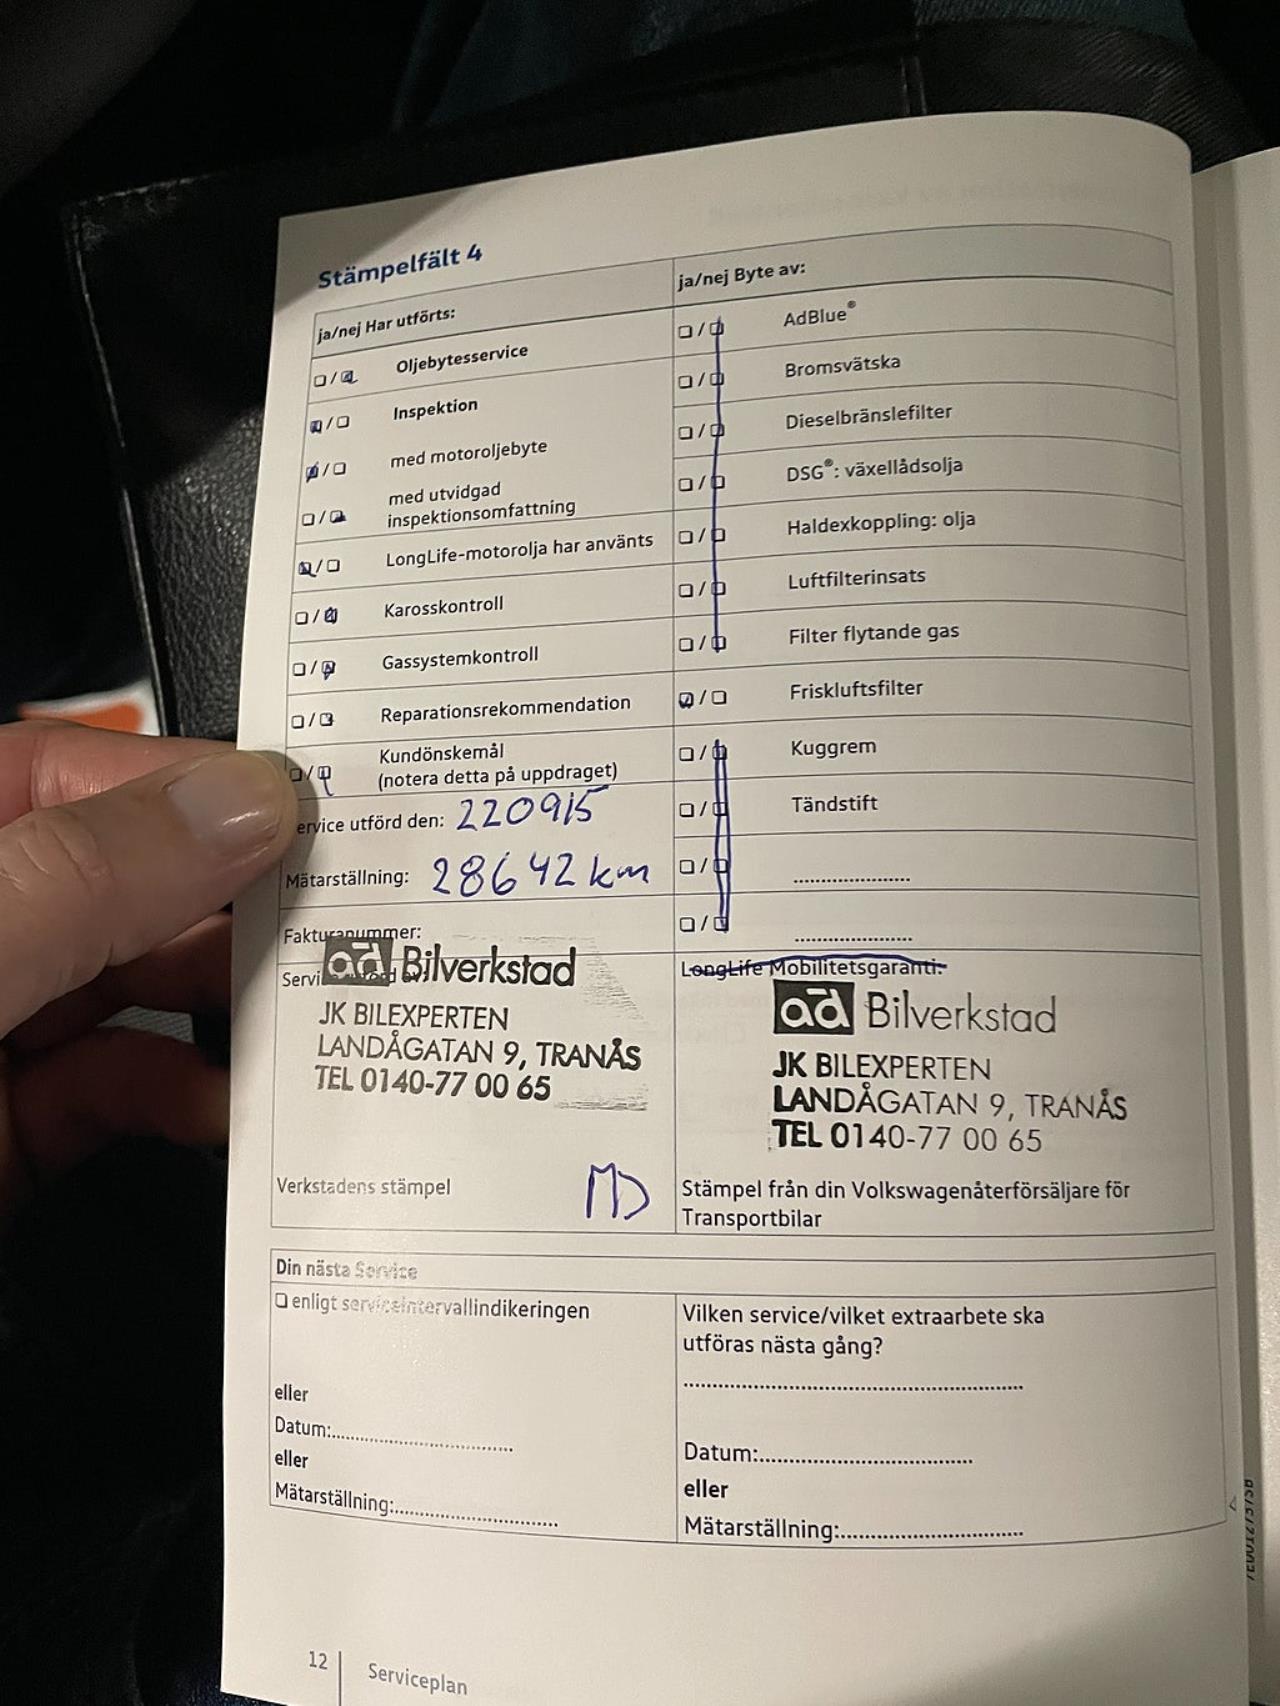 Stämpelfält 4
ja/nej Har utförts:
Oljebytesservice
Inspektion
med motoroljebyte
med utvidgad
inspektionsomfattning
LongLife-motorolja har använts
Karosskontroll
Gassystemkontroll
Reparationsrekommendation
Kundönskemål
(notera detta på uppdraget)
ervice utförd den: 220915
Mätarställning: 28642 km
Fakturanummer:
ad Bilverkstad
JK BILEXPERTEN
LANDÅGATAN 9, TRANÅS
TEL 0140-77 00 65
Verkstadens stämpel MD
ja/nej Byte av:
AdBlue®
Bromsvätska
Dieselbränslefilter
DSG®: växellådsolja
Haldexkoppling: olja
Luftfilterinsats
Filter flytande gas
Friskluftsfilter
Kuggrem
Tändstift
LongLife Mobilitetsgaranti:
ad Bilverkstad
JK BILEXPERTEN
LANDÅGATAN 9, TRANÅS
TEL 0140-77 00 65
Stämpel från din Volkswagenåterförsäljare för
Transportbilar
Din nästa Service
enligt serviceintervallindikeringen
eller
Datum:
eller
Mätarställning:
Vilken service/vilket extraarbete ska
utföras nästa gång?
Datum:
eller
Mätarställning:
12 Serviceplan